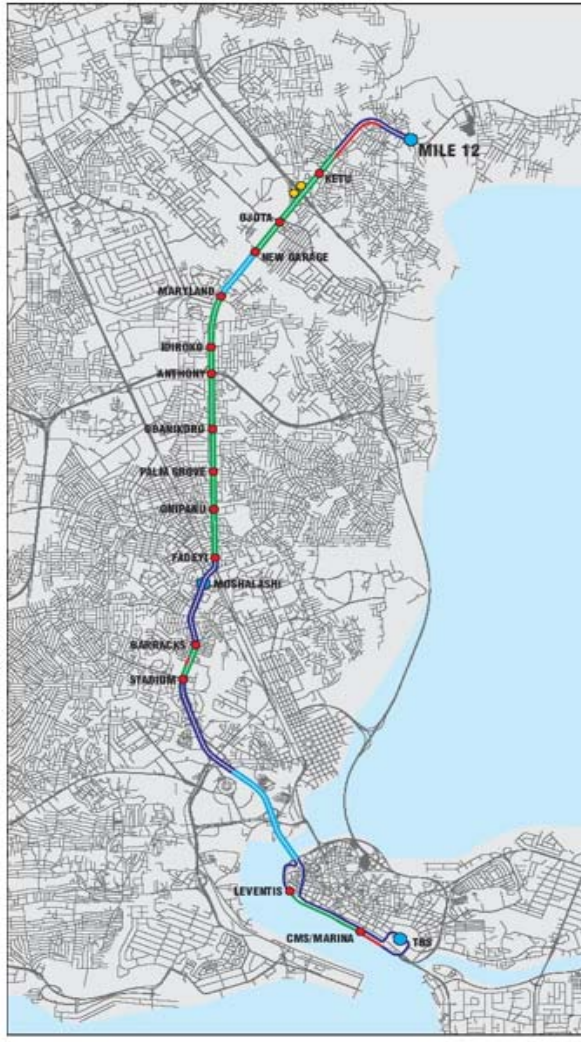 MILE 12
KETU
OJOTA
NEW GARAGE
MARYLAND
IDIROKO
ANTHONY
OBANIKORO
PALM GROVE
ONIPANU
FADEYI
MOSHALASHI
BARRACKS
STADIUM
LEVENTIS
CMS/MARINA
TBS